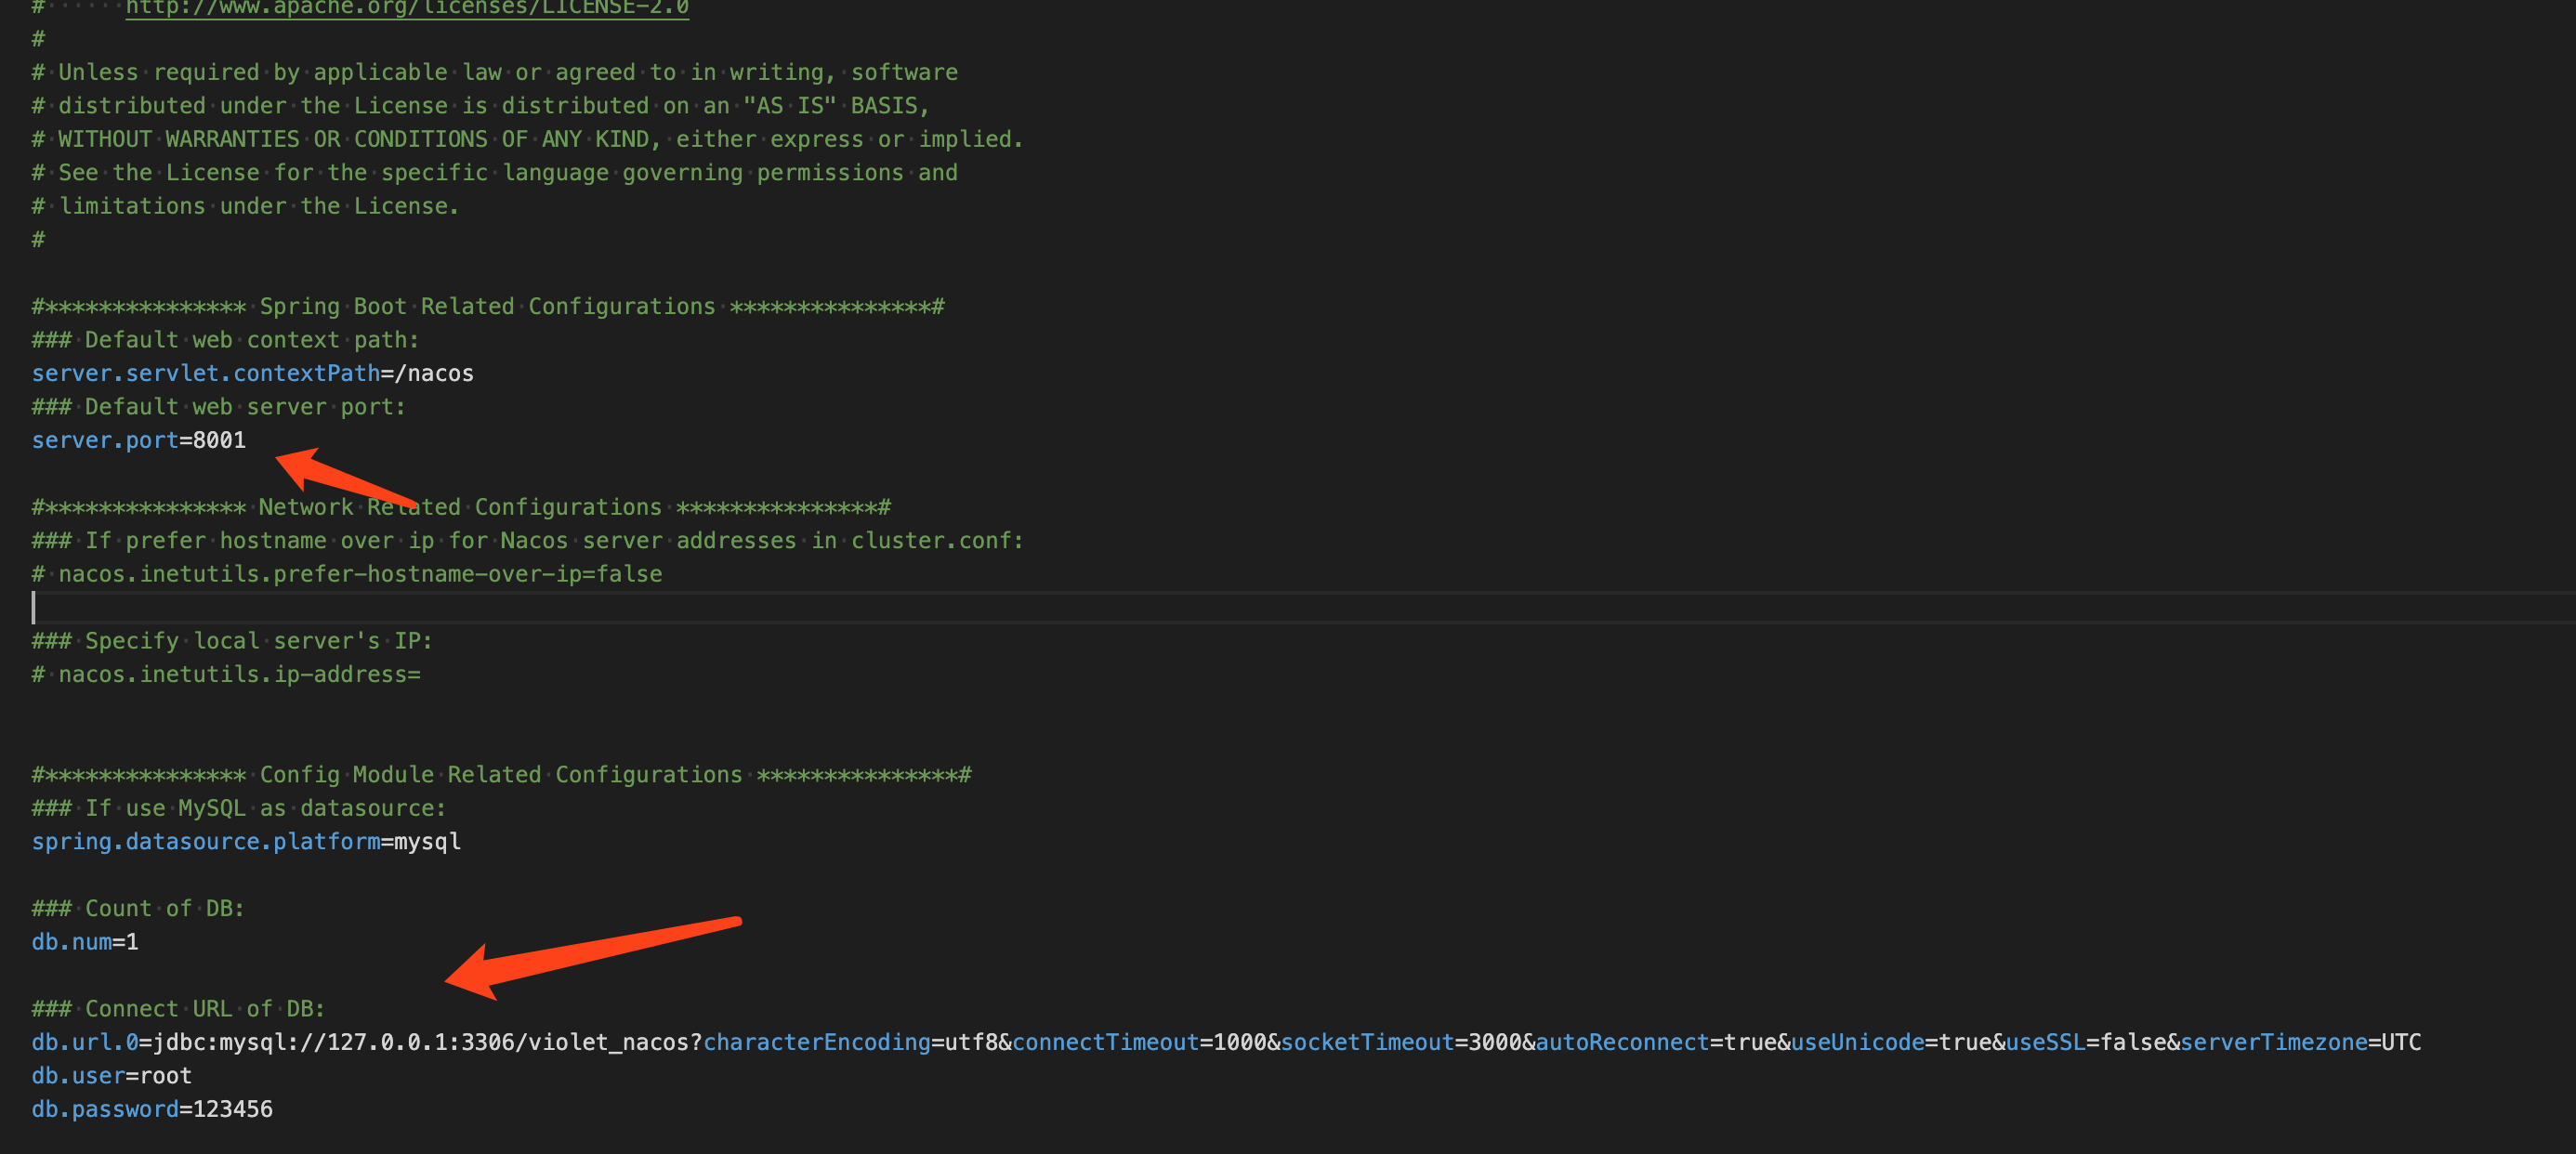 # http://www.apache.org/licenses/LICENSE-2.0
#
# Unless required by applicable law or agreed to in writing, software
# distributed under the License is distributed on an "AS IS" BASIS,
# WITHOUT WARRANTIES OR CONDITIONS OF ANY KIND, either express or implied.
# See the License for the specific language governing permissions and
# limitations under the License.
#
#*************** Spring Boot Related Configurations ***************#
### Default web context path:
server.servlet.contextPath=/nacos
### Default web server port:
server.port=8001
#*************** Network Related Configurations ***************#
### If prefer hostname over ip for Nacos server addresses in cluster.conf:
# nacos.inetutils.prefer-hostname-over-ip=false
### Specify local server's IP:
# nacos.inetutils.ip-address=
#*************** Config Module Related Configurations ***************#
### If use MySQL as datasource:
spring.datasource.platform=mysql
### Count of DB:
db.num=1
### Connect URL of DB:
db.url.0=jdbc:mysql://127.0.0.1:3306/violet_nacos?characterEncoding=utf8&connectTimeout=1000&socketTimeout=3000&autoReconnect=true&useUnicode=true&useSSL=false&serverTimezone=UTC
db.user=root
db.password=123456